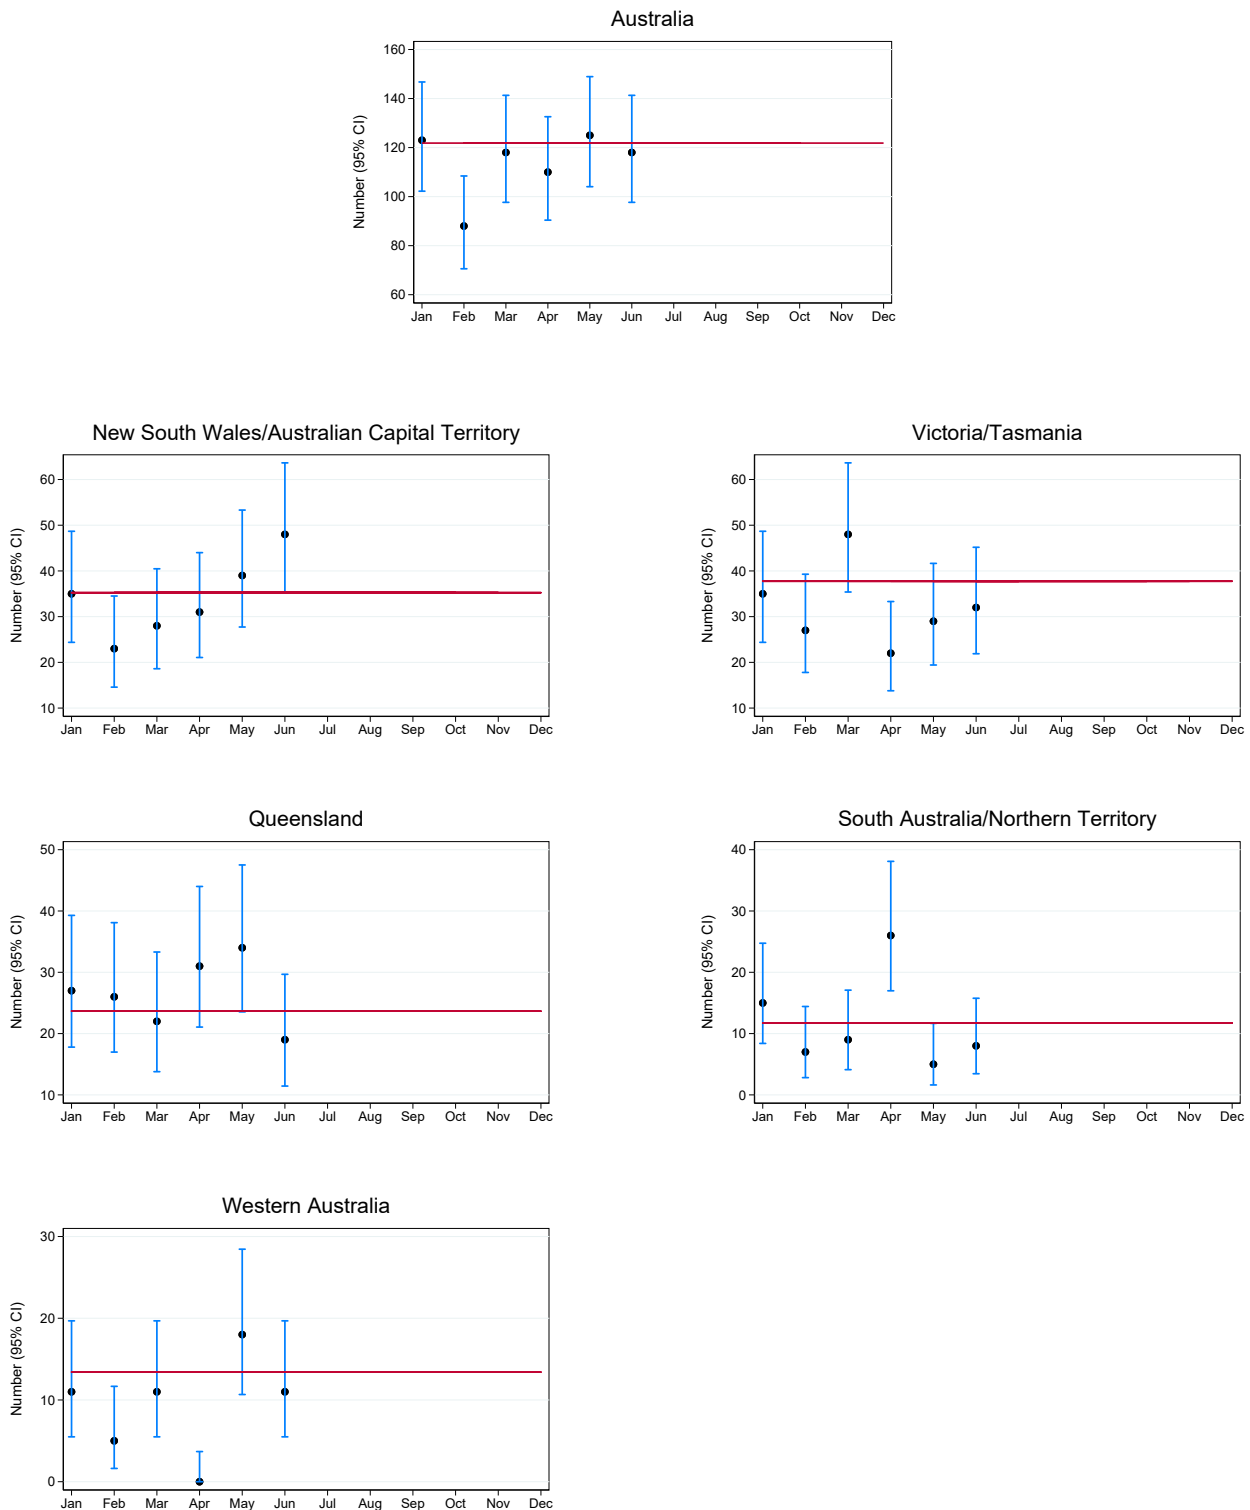 Australia
Number (95% CI)
160
140
120
100
80
60
Jan Feb Mar Apr May Jun Jul Aug Sep Oct Nov Dec
New South Wales/Australian Capital Territory
Number (95% CI)
60
50
40
30
20
10
Jan Feb Mar Apr May Jun Jul Aug Sep Oct Nov Dec
Victoria/Tasmania
Number (95% CI)
60
50
40
30
20
10
Jan Feb Mar Apr May Jun Jul Aug Sep Oct Nov Dec
Queensland
Number (95% CI)
50
40
30
20
10
Jan Feb Mar Apr May Jun Jul Aug Sep Oct Nov Dec
South Australia/Northern Territory
Number (95% CI)
40
30
20
10
0
Jan Feb Mar Apr May Jun Jul Aug Sep Oct Nov Dec
Western Australia
Number (95% CI)
30
20
10
0
Jan Feb Mar Apr May Jun Jul Aug Sep Oct Nov Dec